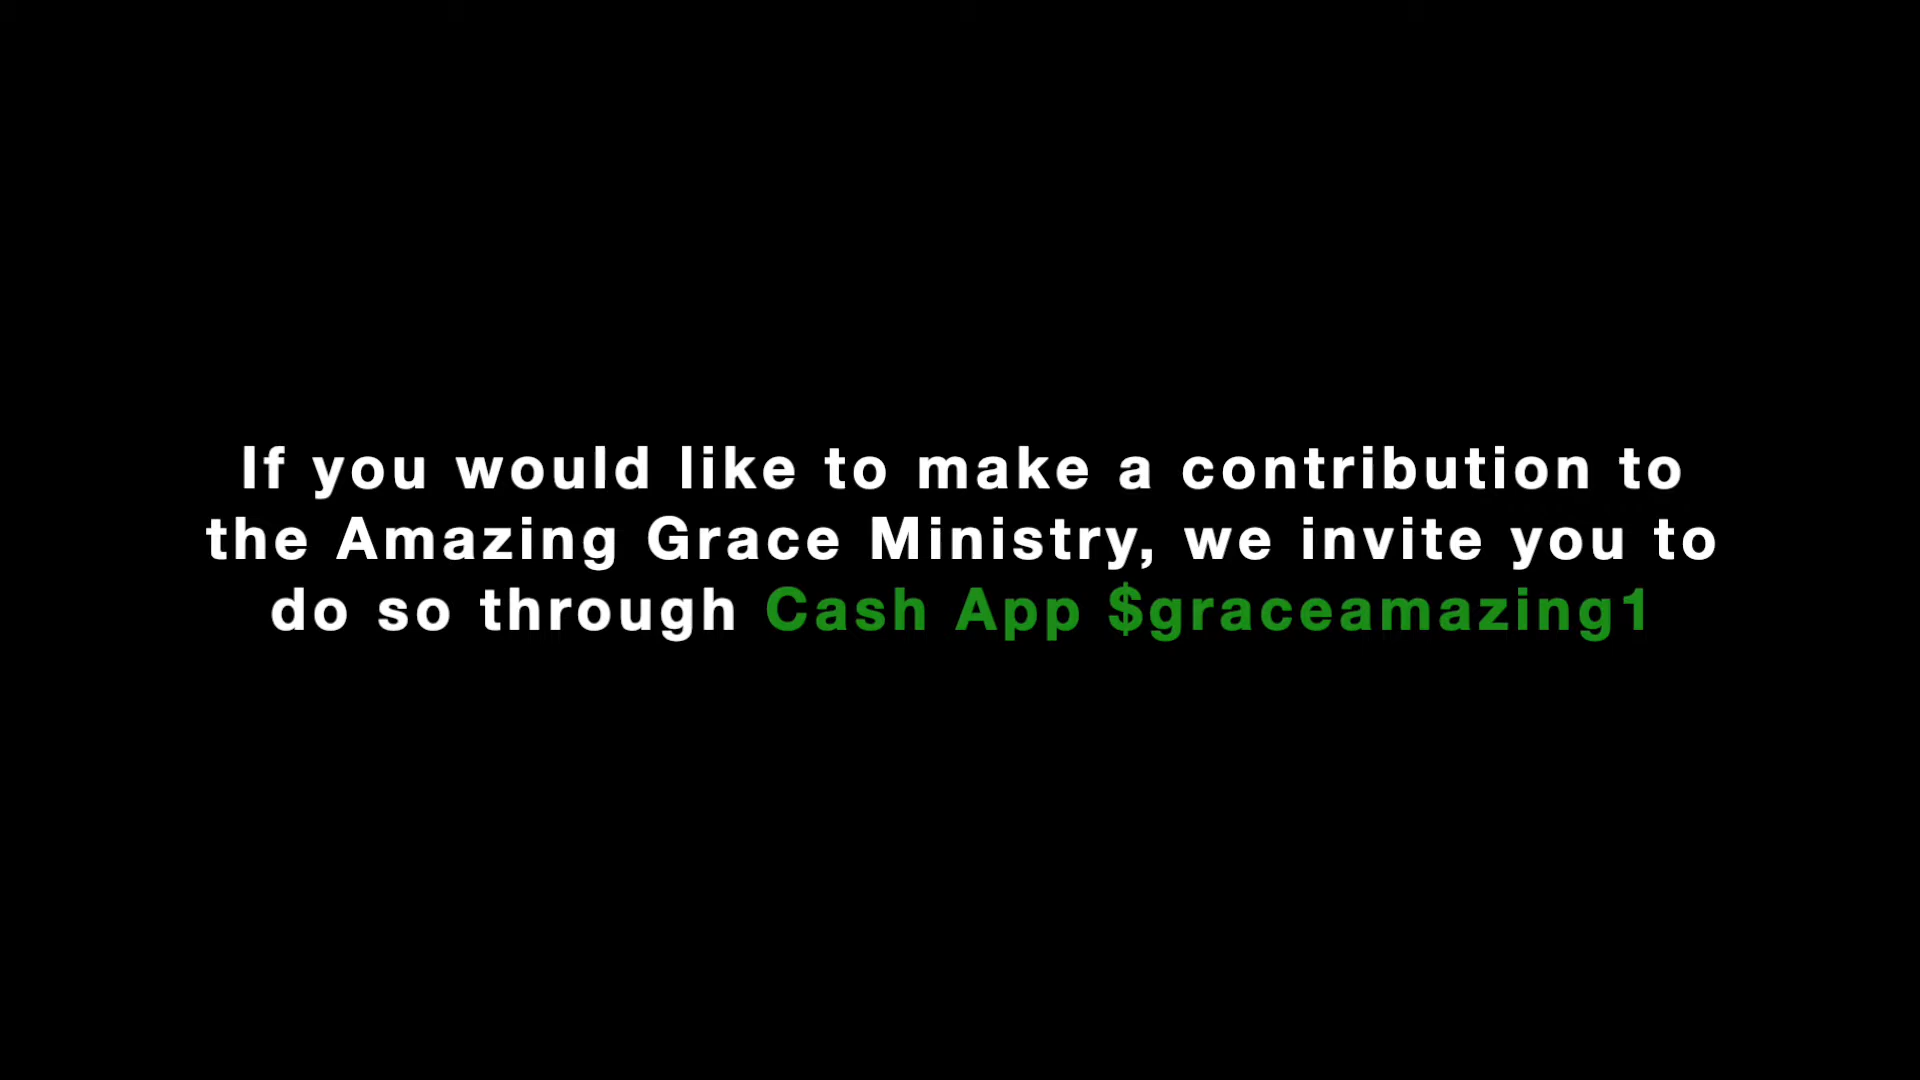 If you would like to make a contribution to
the Amazing Grace Ministry, we invite you to
do so through Cash App $graceamazing1